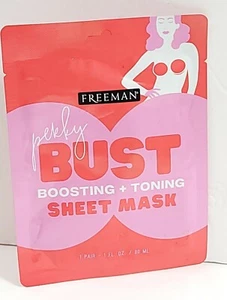 FREEMAN
perky
BUST
BOOSTING + TONING
SHEET MASK